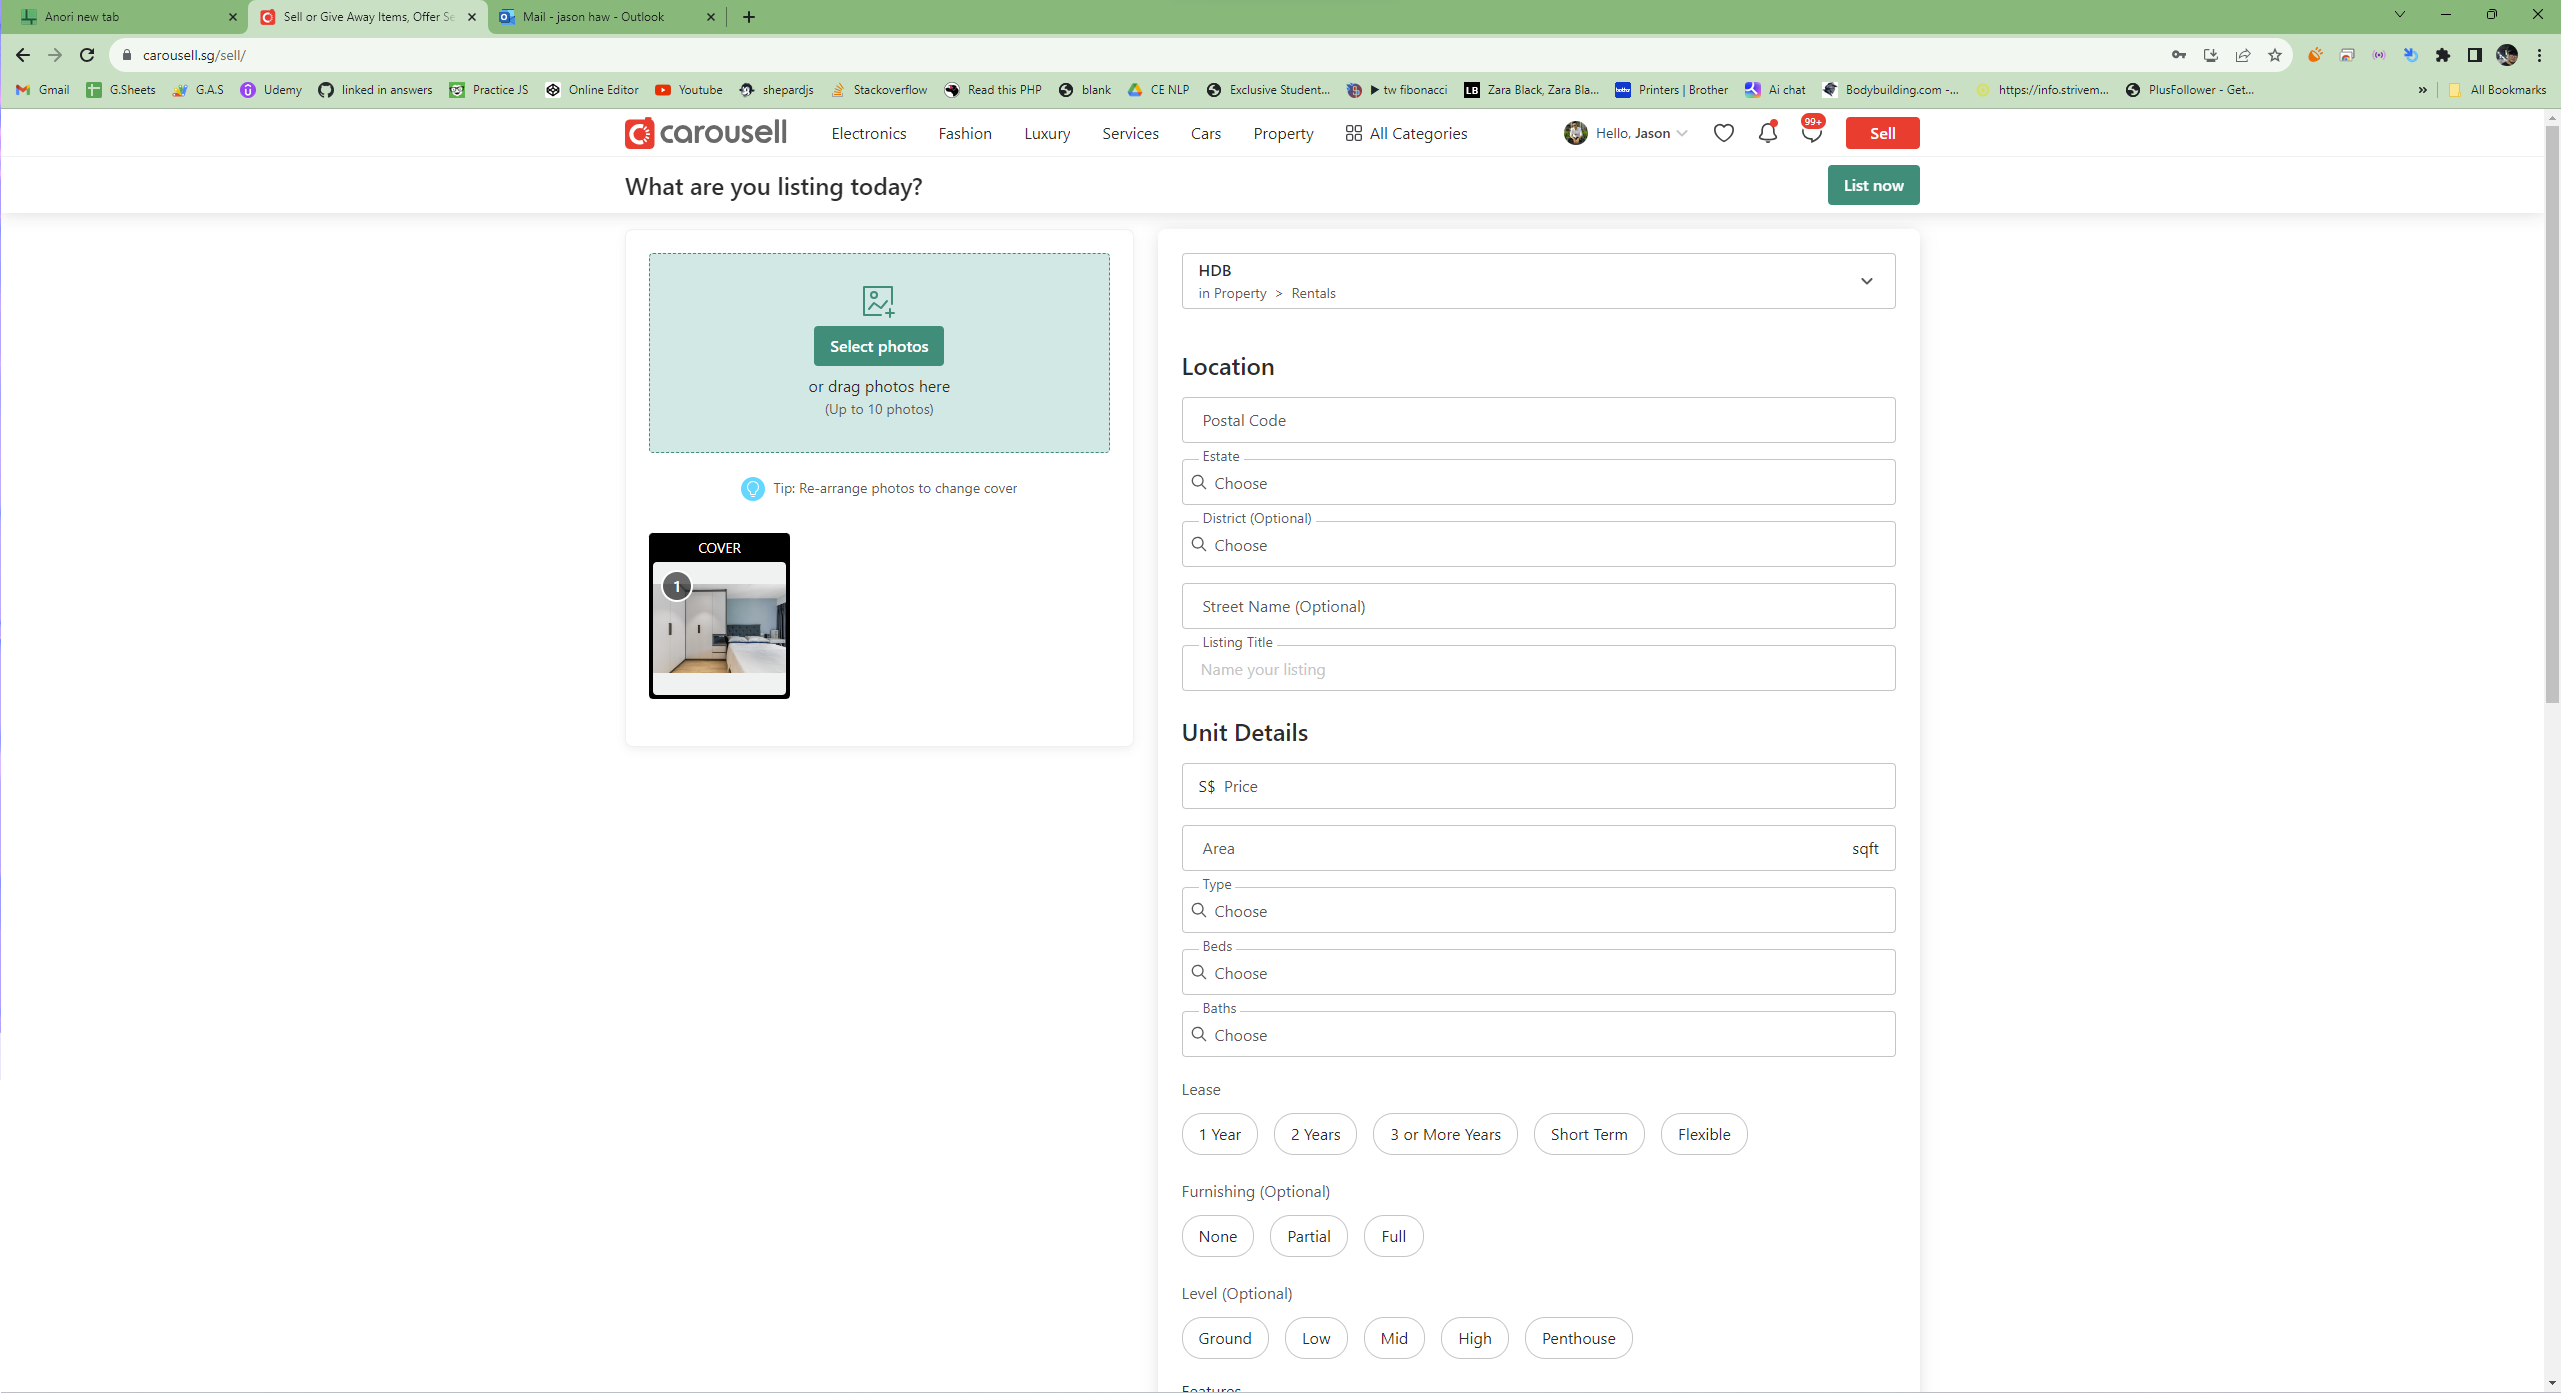 Anori new tab
Sell or Give Away Items, Offer Se
Mail - jason haw - Outlook
carousell.sg/sell/
Gmail
G.Sheets
G.A.S
Udemy
linked in answers
Practice JS
Online Editor
Youtube
shepardjs
Stackoverflow
Read this PHP
blank
CE NLP
Exclusive Student...
tw fibonacci
LB
Zara Black, Zara Bla...
Printers | Brother
Ai chat
Bodybuilding.com -...
https://info.strivem...
PlusFollower - Get...
»
All Bookmarks
carousell
Electronics
Fashion
Luxury
Services
Cars
Property
All Categories
Hello, Jason
99+
Sell
What are you listing today?
List now
Select photos
or drag photos here
(Up to 10 photos)
Tip: Re-arrange photos to change cover
COVER
1
HDB
in Property > Rentals
Location
Postal Code
Estate
Choose
District (Optional)
Choose
Street Name (Optional)
Listing Title
Name your listing
Unit Details
S$ Price
Area sqft
Type
Choose
Beds
Choose
Baths
Choose
Lease
1 Year
2 Years
3 or More Years
Short Term
Flexible
Furnishing (Optional)
None
Partial
Full
Level (Optional)
Ground
Low
Mid
High
Penthouse
Features